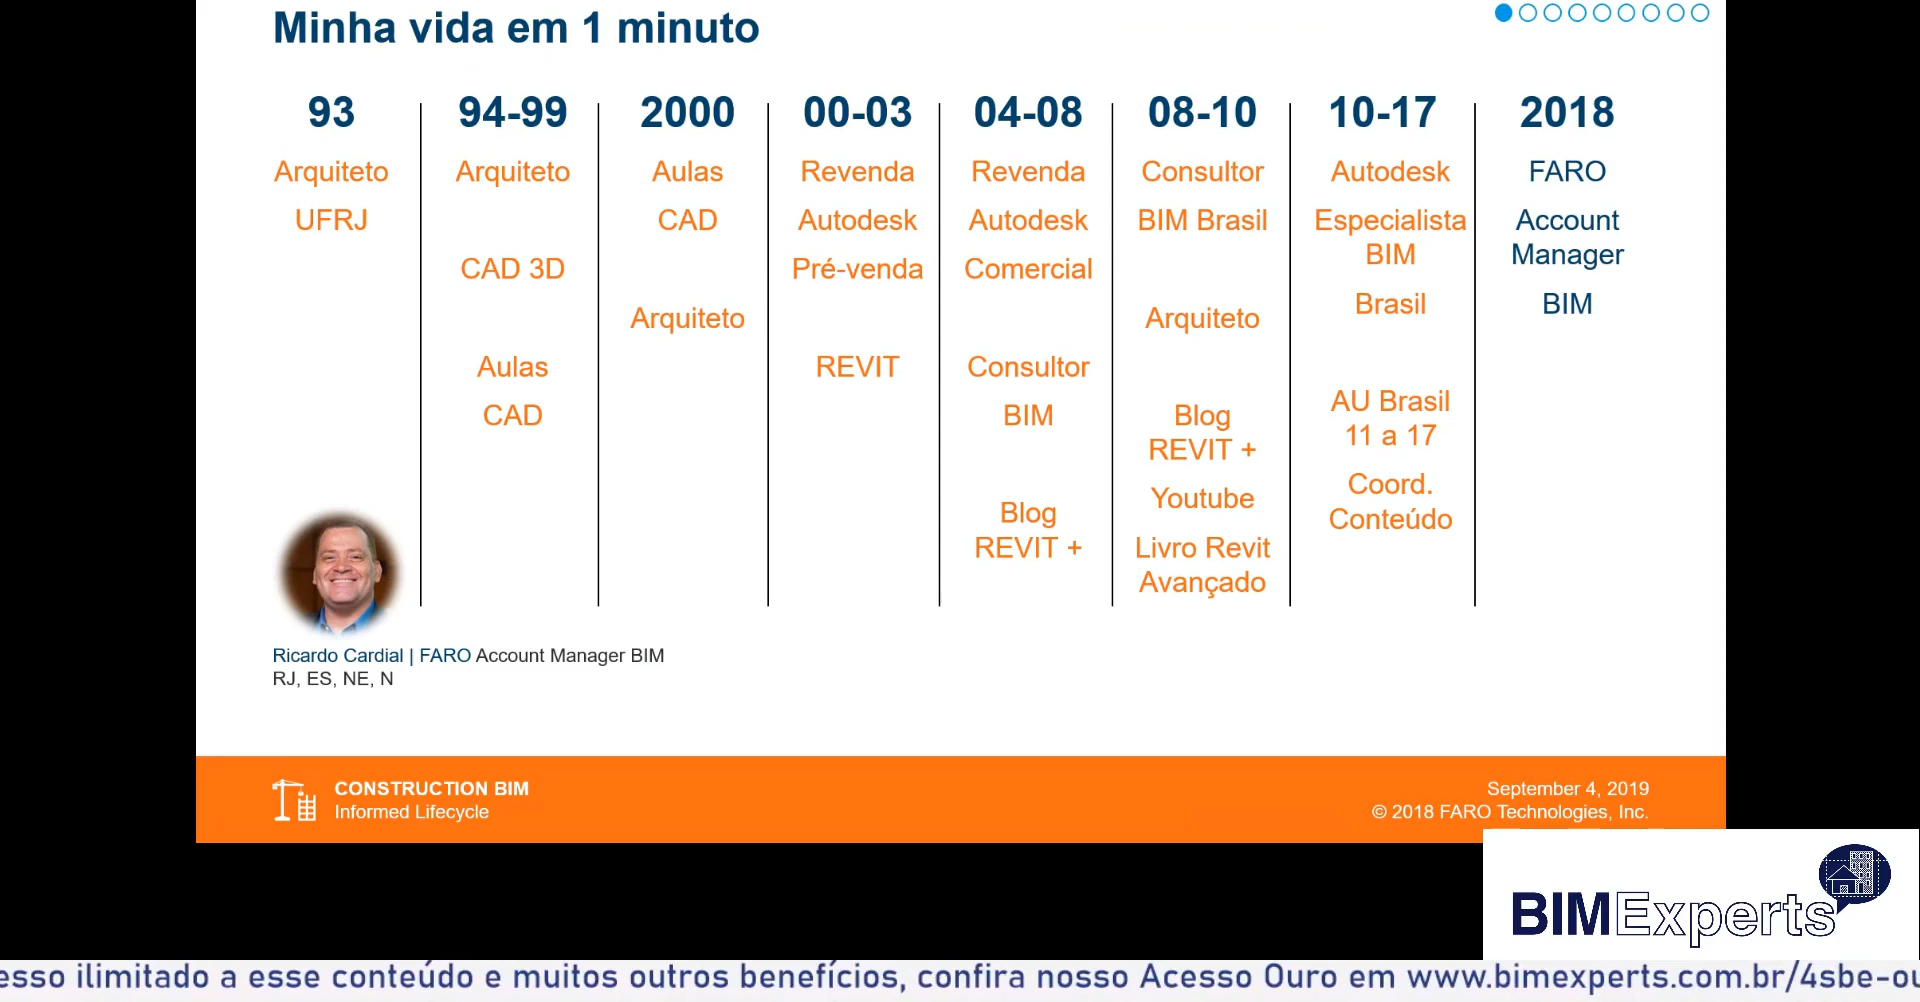 Minha vida em 1 minuto
93
Arquiteto
UFRJ
94-99
Arquiteto
CAD 3D
Aulas
CAD
2000
Aulas
CAD
Arquiteto
00-03
Revenda
Autodesk
Pré-venda
REVIT
04-08
Revenda
Autodesk
Comercial
Consultor
BIM
Blog
REVIT +
08-10
Consultor
BIM Brasil
Arquiteto
Blog
REVIT +
Youtube
Livro Revit
Avançado
10-17
Autodesk
Especialista
BIM
Brasil
AU Brasil
11 a 17
Coord.
Conteúdo
2018
FARO
Account
Manager
BIM
Ricardo Cardial | FARO Account Manager BIM
RJ, ES, NE, N
CONSTRUCTION BIM
Informed Lifecycle
September 4, 2019
© 2018 FARO Technologies, Inc.
BIMExperts
esso ilimitado a esse conteúdo e muitos outros benefícios, confira nosso Acesso Ouro em www.bimexperts.com.br/4sbe-ou